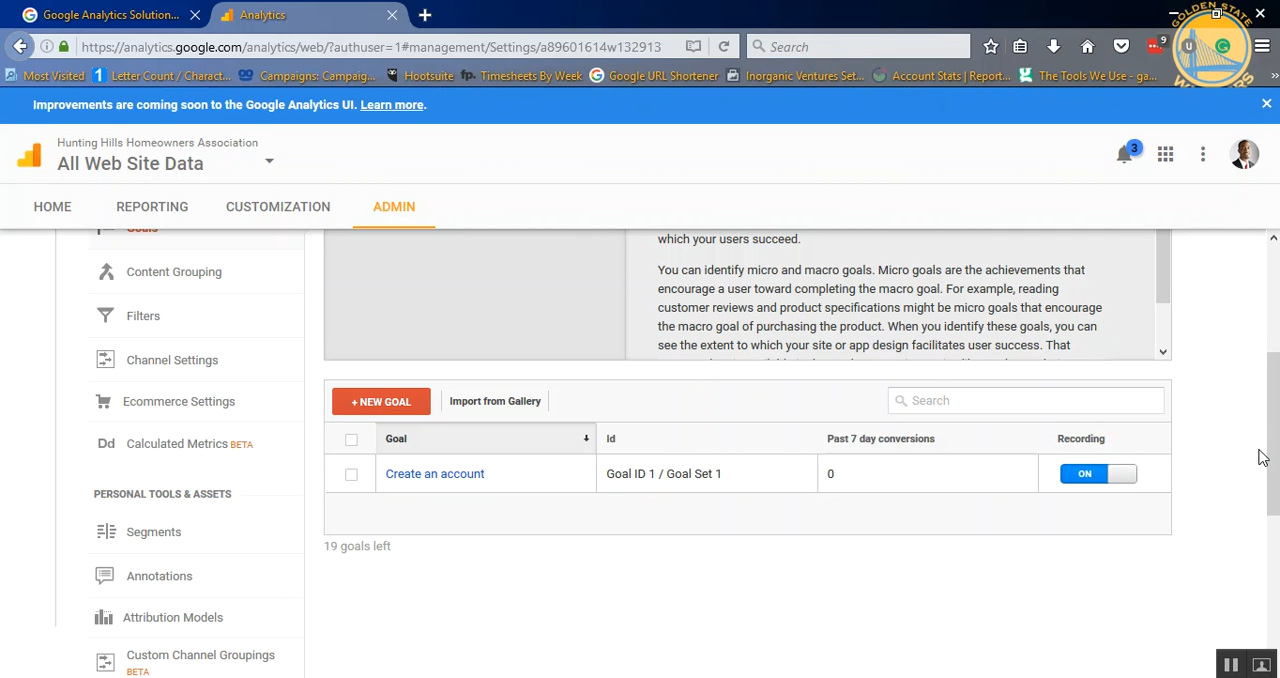 Google Analytics Solution...
Analytics
https://analytics.google.com/analytics/web/?authuser=1#management/Settings/a89601614w132913
Search
9
Most Visited
Letter Count / Charact...
Campaigns: Campaig...
Hootsuite
fp. Timesheets By Week
Google URL Shortener
Inorganic Ventures Set...
Account Stats | Report...
The Tools We Use - ga...
GOLDEN STATE
WARRIORS
Improvements are coming soon to the Google Analytics UI. Learn more.
Hunting Hills Homeowners Association
All Web Site Data
3
HOME
REPORTING
CUSTOMIZATION
ADMIN
Goals
Content Grouping
Filters
Channel Settings
Ecommerce Settings
Dd Calculated Metrics BETA
PERSONAL TOOLS & ASSETS
Segments
Annotations
Attribution Models
Custom Channel Groupings
BETA
which your users succeed.
You can identify micro and macro goals. Micro goals are the achievements that
encourage a user toward completing the macro goal. For example, reading
customer reviews and product specifications might be micro goals that encourage
the macro goal of purchasing the product. When you identify these goals, you can
see the extent to which your site or app design facilitates user success. That
+ NEW GOAL
Import from Gallery
Search
Goal
Id
Past 7 day conversions
Recording
Create an account
Goal ID 1 / Goal Set 1
0
ON
19 goals left